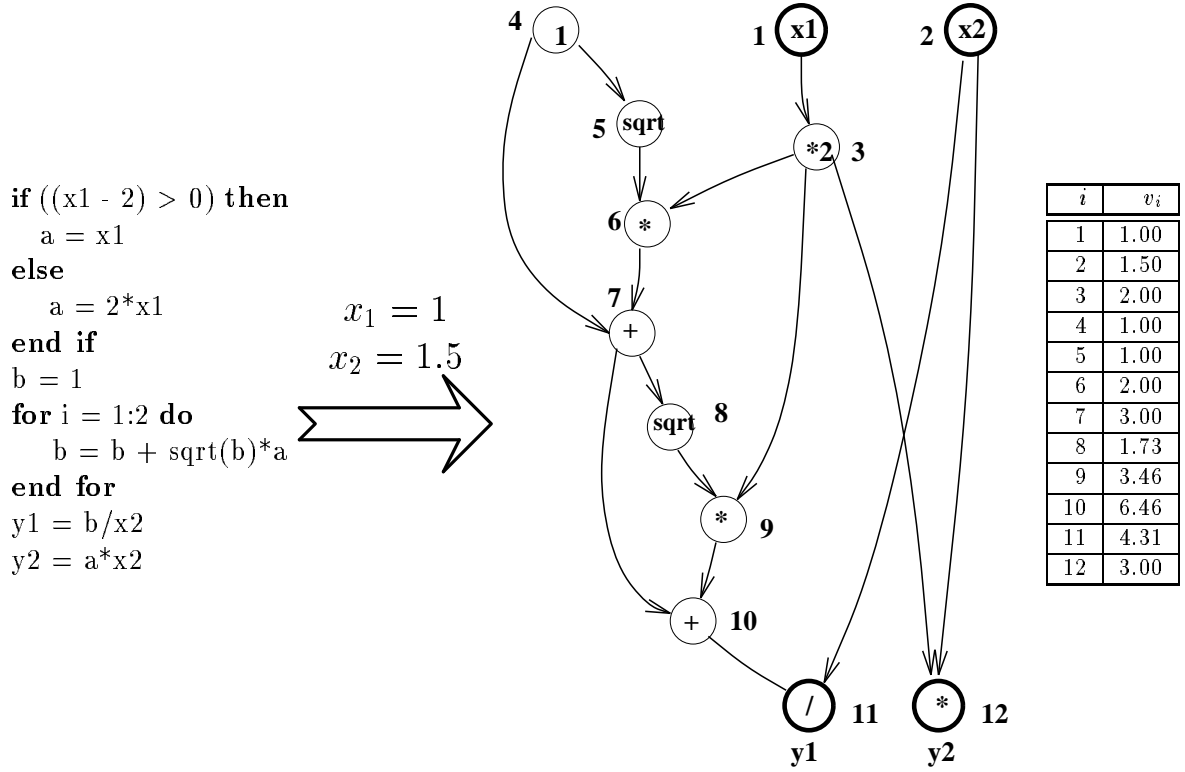 if ((x1 - 2) > 0) then
a = x1
else
a = 2*x1
end if
b = 1
for i = 1:2 do
b = b + sqrt(b)*a
end for
y1 = b/x2
y2 = a*x2
x1 = 1
x2 = 1.5
4 1
1 x1
2 x2
5 sqrt
*2 3
6 *
7
+
sqrt 8
* 9
+ 10
/ 11
* 12
y1
y2
i vi
1 1.00
2 1.50
3 2.00
4 1.00
5 1.00
6 2.00
7 3.00
8 1.73
9 3.46
10 6.46
11 4.31
12 3.00